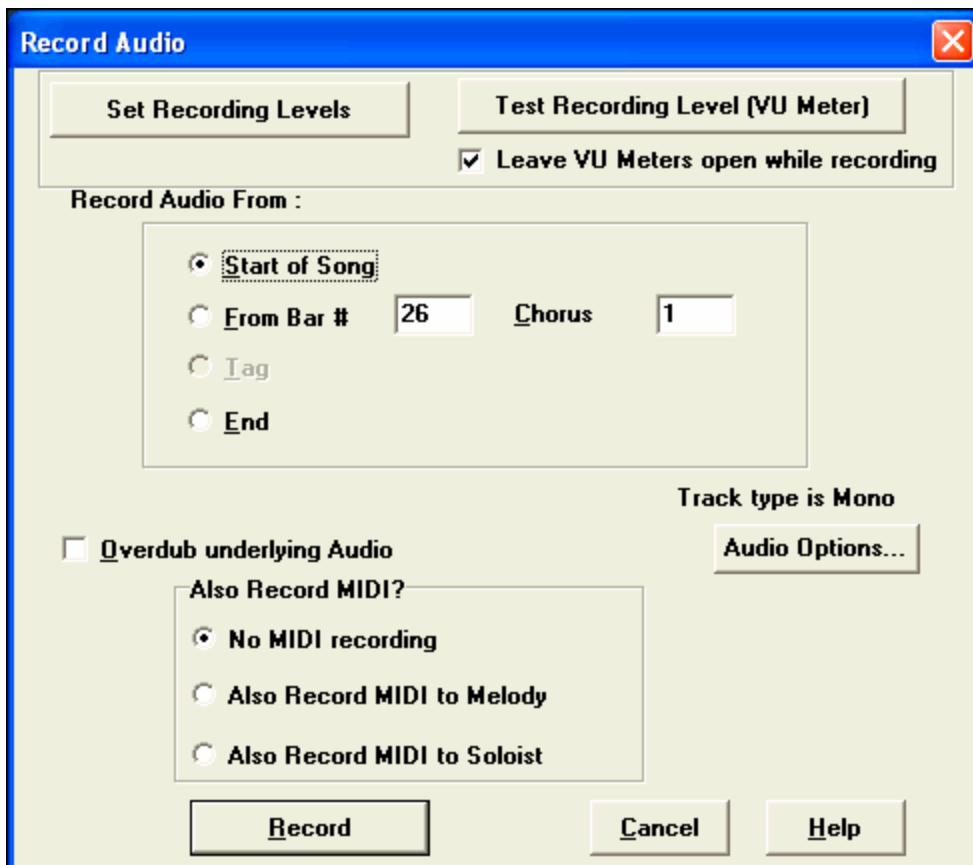 Record Audio
Set Recording Levels
Test Recording Level (VU Meter)
Leave VU Meters open while recording
Record Audio From :
Start of Song
From Bar # 26 Chorus 1
Tag
End
Track type is Mono
Overdub underlying Audio
Audio Options...
Also Record MIDI?
No MIDI recording
Also Record MIDI to Melody
Also Record MIDI to Soloist
Record Cancel Help